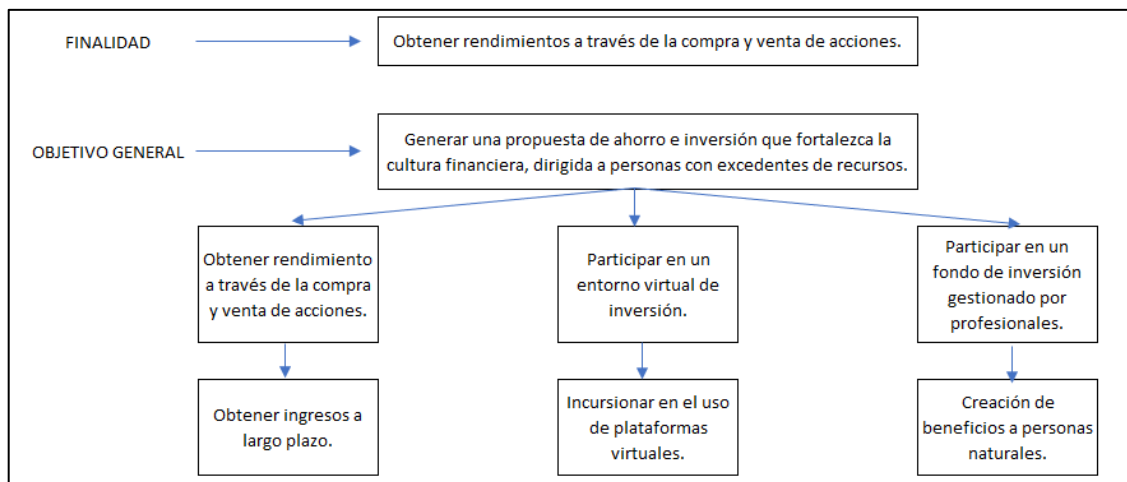 FINALIDAD
Obtener rendimientos a través de la compra y venta de acciones.
OBJETIVO GENERAL
Generar una propuesta de ahorro e inversión que fortalezca la
cultura financiera, dirigida a personas con excedentes de recursos.
Obtener rendimiento
a través de la compra
y venta de acciones.
Participar en un
entorno virtual de
inversión.
Participar en un
fondo de inversión
gestionado por
profesionales.
Obtener ingresos a
largo plazo.
Incursionar en el uso
de plataformas
virtuales.
Creación de
beneficios a personas
naturales.